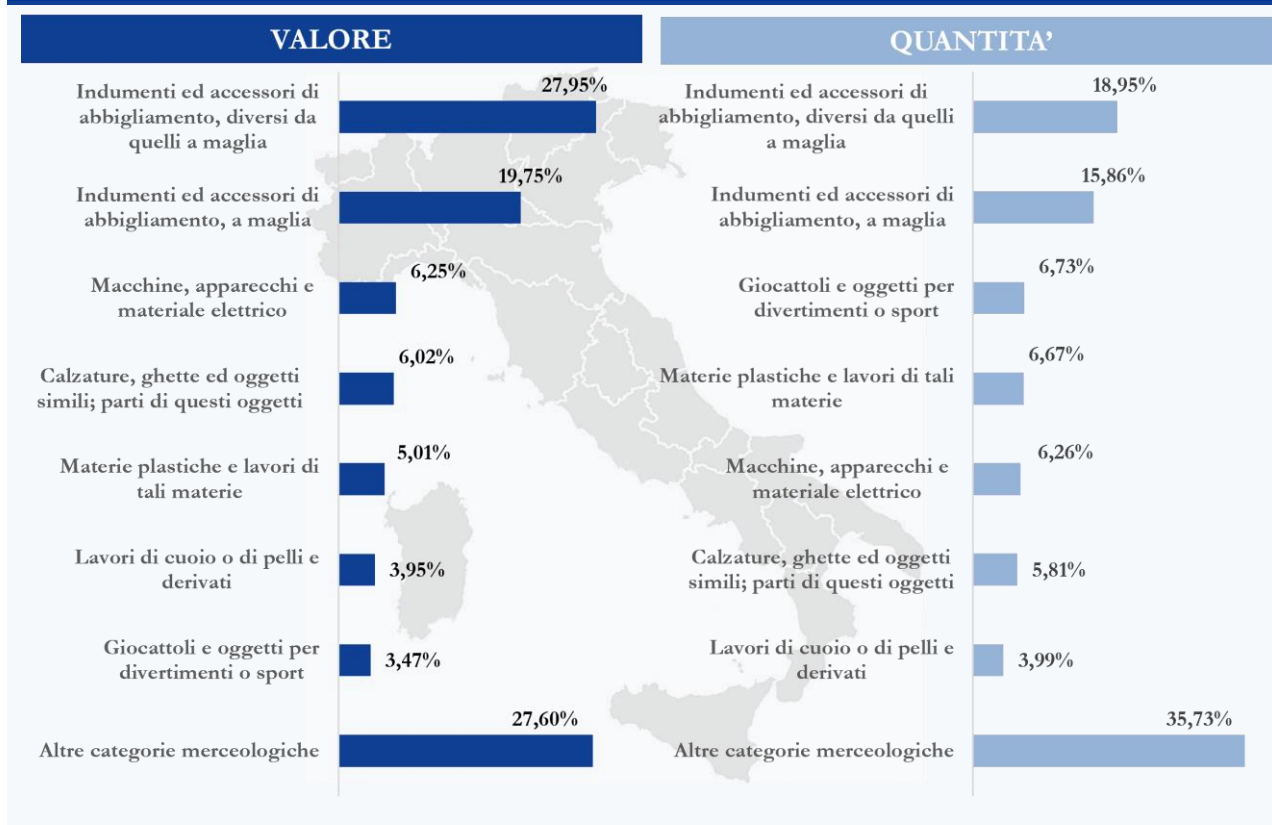 VALORE
Indumenti ed accessori di
abbigliamento, diversi da
quelli a maglia
27,95%
Indumenti ed accessori di
abbigliamento, a maglia
19,75%
Macchine, apparecchi e
materiale elettrico
6,25%
Calzature, ghette ed oggetti
simili; parti di questi oggetti
6,02%
Materie plastiche e lavori di
tali materie
5,01%
Lavori di cuoio o di pelli e
derivati
3,95%
Giocattoli e oggetti per
divertimenti o sport
3,47%
Altre categorie merceologiche
27,60%
QUANTITA’
Indumenti ed accessori di
abbigliamento, diversi da quelli
a maglia
18,95%
Indumenti ed accessori di
abbigliamento, a maglia
15,86%
Giocattoli e oggetti per
divertimenti o sport
6,73%
Materie plastiche e lavori di tali
materie
6,67%
Macchine, apparecchi e
materiale elettrico
6,26%
Calzature, ghette ed oggetti
simili; parti di questi oggetti
5,81%
Lavori di cuoio o di pelli e
derivati
3,99%
Altre categorie merceologiche
35,73%